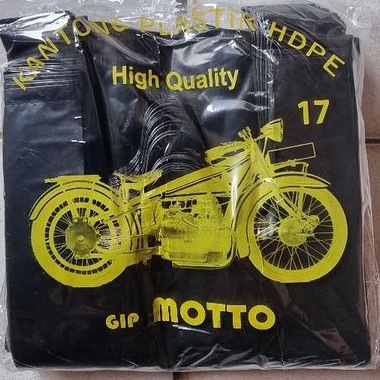 KANTONG PLASTIK HDPE
High Quality
17
GIP MOTTO